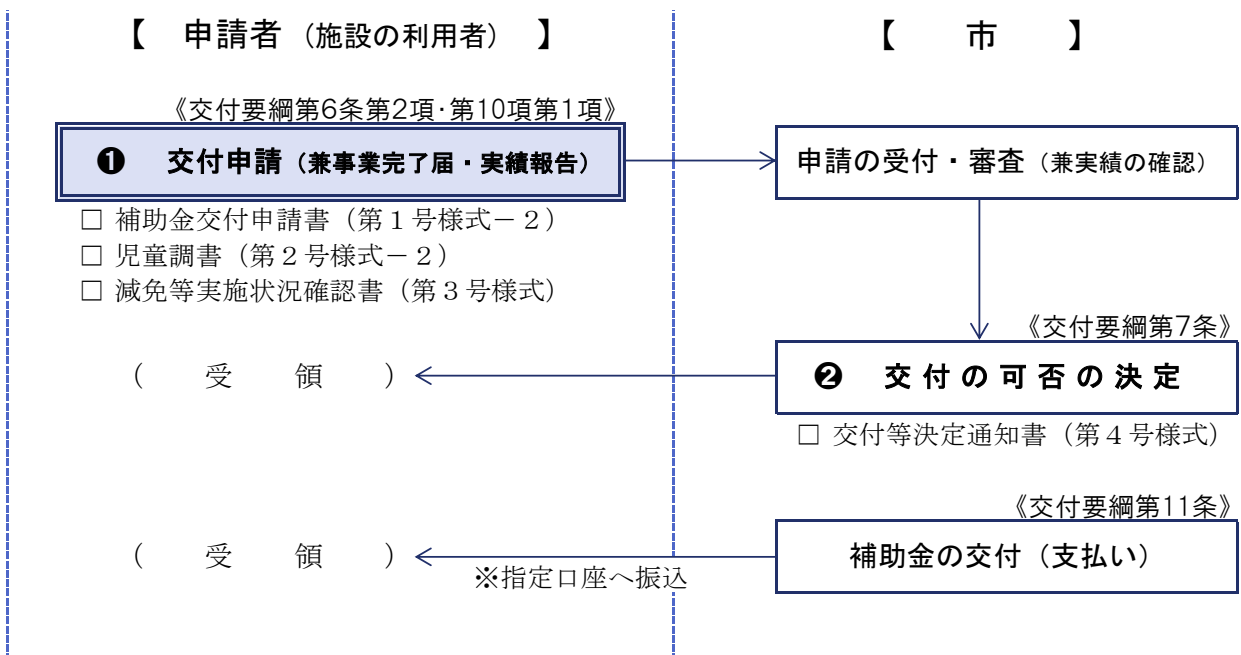 【　申請者（施設の利用者）　】
【　　市　　】
《交付要綱第6条第2項･第10項第1項》
❶　交付申請（兼事業完了届・実績報告）
申請の受付・審査（兼実績の確認）
□ 補助金交付申請書（第１号様式－２）
□ 児童調書（第２号様式－２）
□ 減免等実施状況確認書（第３号様式）
《交付要綱第7条》
（　受　領　）
❷　交付の可否の決定
□ 交付等決定通知書（第４号様式）
《交付要綱第11条》
（　受　領　）
補助金の交付（支払い）
※指定口座へ振込